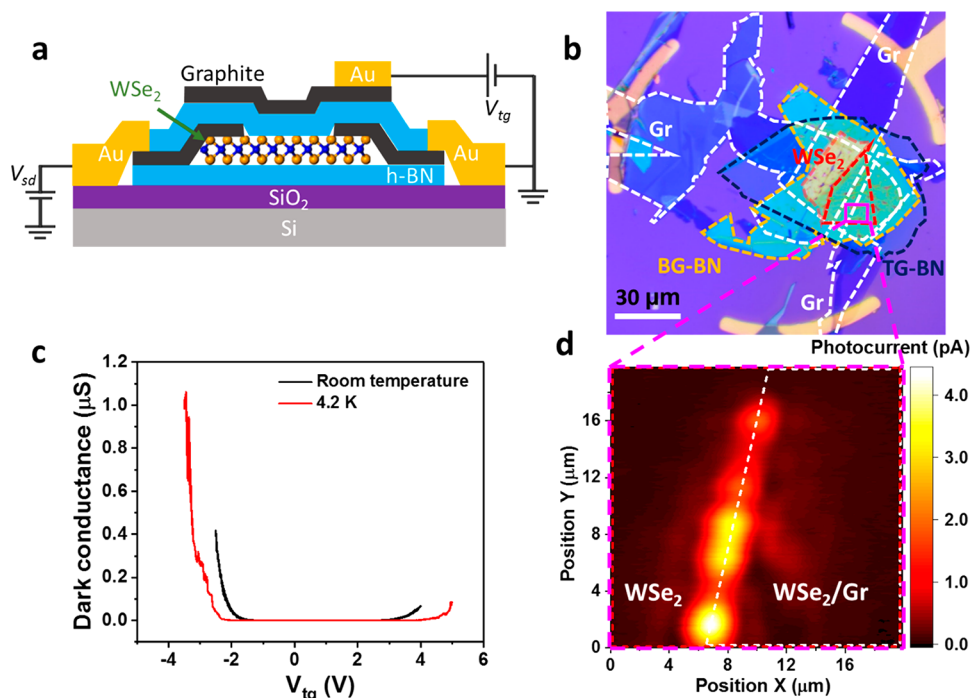 a
Graphite
Au
WSe2
Vtg
Au
Au
Vsd
h-BN
SiO2
Si
b
Gr
Gr
WSe2
BG-BN
TG-BN
Gr
30 μm
c
1.2
1.0
0.8
0.6
0.4
0.2
0.0
Dark conductance (μS)
Room temperature
4.2 K
-4
-2
0
2
4
6
Vtg (V)
d
Photocurrent (pA)
4.0
3.0
2.0
1.0
0.0
16
12
8
4
0
Position Y (μm)
WSe2
WSe2/Gr
0
4
8
12
16
Position X (μm)